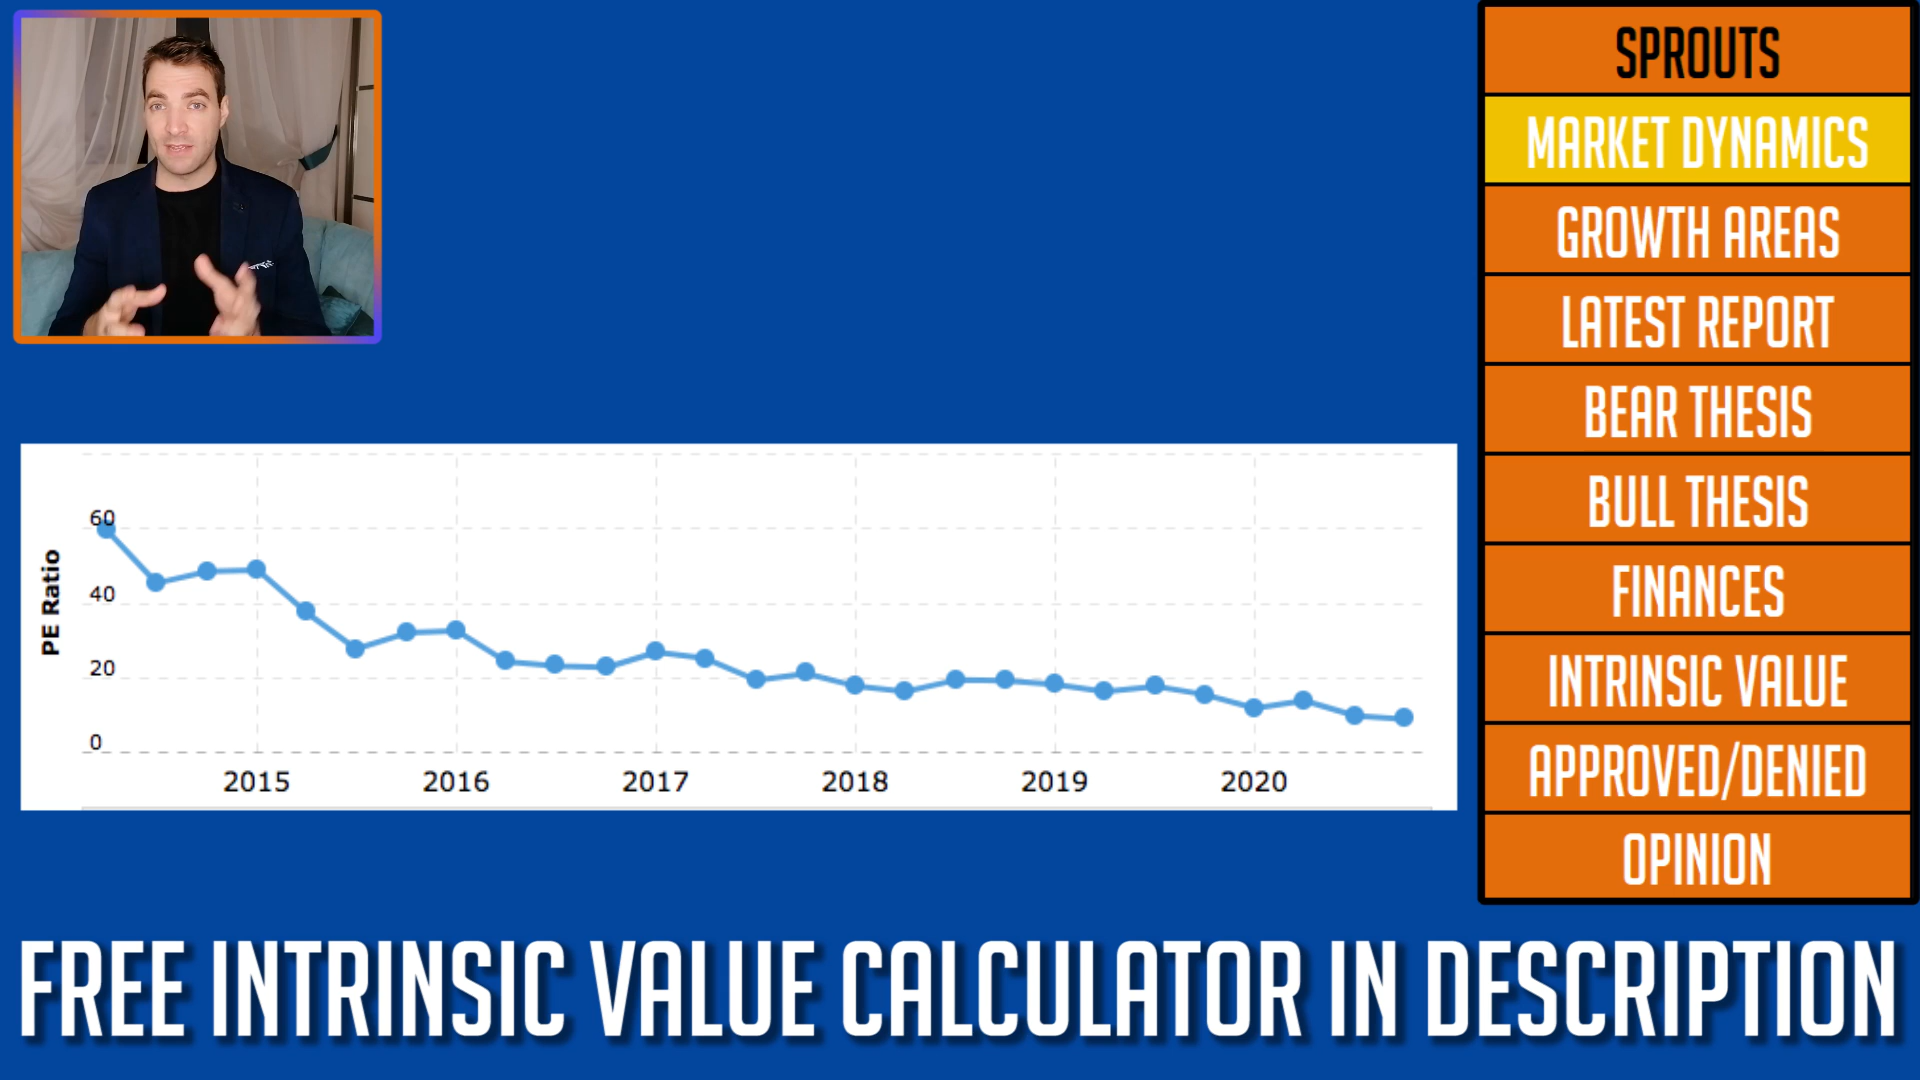 SPROUTS
MARKET DYNAMICS
GROWTH AREAS
LATEST REPORT
BEAR THESIS
BULL THESIS
FINANCES
INTRINSIC VALUE
APPROVED/DENIED
OPINION
PE Ratio
60
40
20
0
2015 2016 2017 2018 2019 2020
FREE INTRINSIC VALUE CALCULATOR IN DESCRIPTION